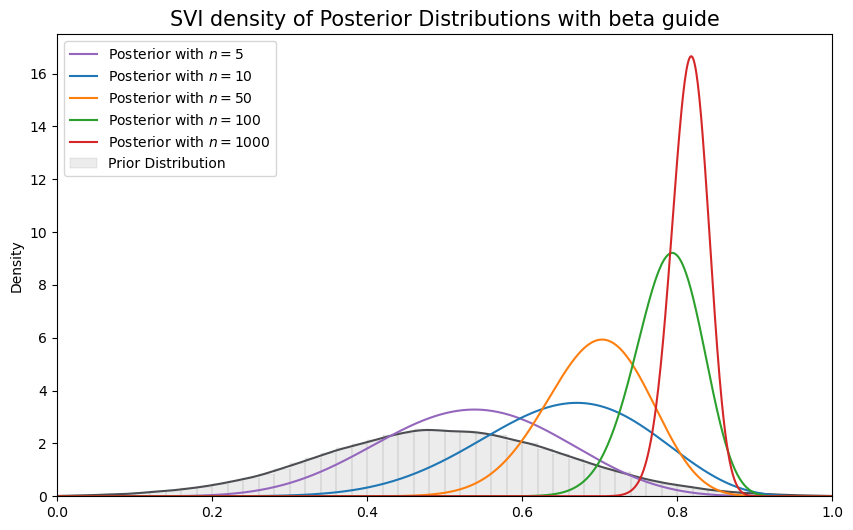 SVI density of Posterior Distributions with beta guide
Posterior with n = 5
Posterior with n = 10
Posterior with n = 50
Posterior with n = 100
Posterior with n = 1000
Prior Distribution
Density
16
14
12
10
8
6
4
2
0
0.0 0.2 0.4 0.6 0.8 1.0